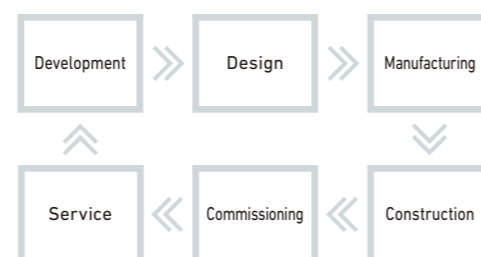 Development
Design
Manufacturing
Service
Commissioning
Construction